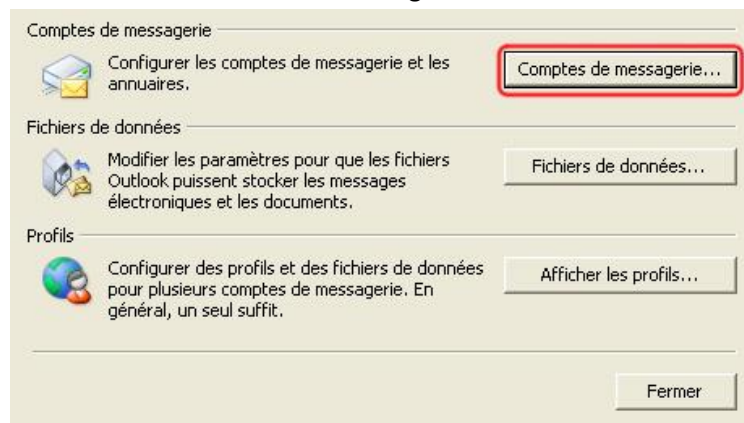 Comptes de messagerie
Configurer les comptes de messagerie et les
annuaires.
Comptes de messagerie...
Fichiers de données
Modifier les paramètres pour que les fichiers
Outlook puissent stocker les messages
électroniques et les documents.
Fichiers de données...
Profils
Configurer des profils et des fichiers de données
pour plusieurs comptes de messagerie. En
général, un seul suffit.
Afficher les profils...
Fermer